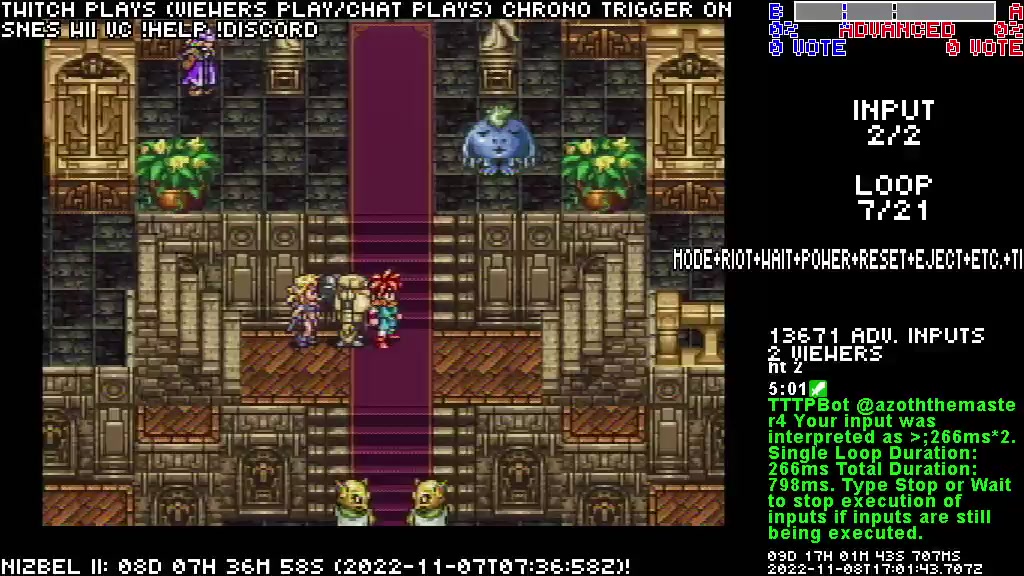 TWITCH PLAYS (VIEWERS PLAY/CHAT PLAYS) CHRONO TRIGGER ON
SNES WII VC !HELP !DISCORD
B A
0% ADVANCED 0%
0 VOTE 0 VOTE
INPUT
2/2
LOOP
7/21
MODE+RIOT+WAIT+POWER+RESET+EJECT+ETC.+TI
13671 ADV. INPUTS
2 VIEWERS
ht 2
5:01
TTTPBot @azoththemaste
r4 Your input was
interpreted as >;266ms*2.
Single Loop Duration:
266ms Total Duration:
798ms. Type Stop or Wait
to stop execution of
inputs if inputs are still
being executed.
09D 17H 01M 43S 707MS
2022-11-08T17:01:43.707Z
NIZBEL II: 08D 07H 36M 58S (2022-11-07T07:36:58Z)!